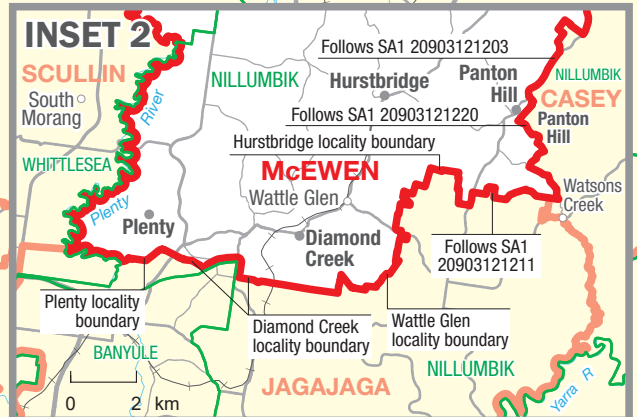 INSET 2
SCULLIN
South
Morang
River
NILLUMBIK
Follows SA1 20903121203
Hurstbridge
Panton
Hill
NILLUMBIK
CASEY
Follows SA1 20903121220
Panton
Hill
Hurstbridge locality boundary
WHITTLESEA
McEWEN
Wattle Glen
Watsons
Creek
Plenty
Plenty
Diamond
Creek
Follows SA1
20903121211
Plenty locality
boundary
Diamond Creek
locality boundary
Wattle Glen
locality boundary
BANYULE
NILLUMBIK
JAGAJAGA
Yarra R
0 2 km